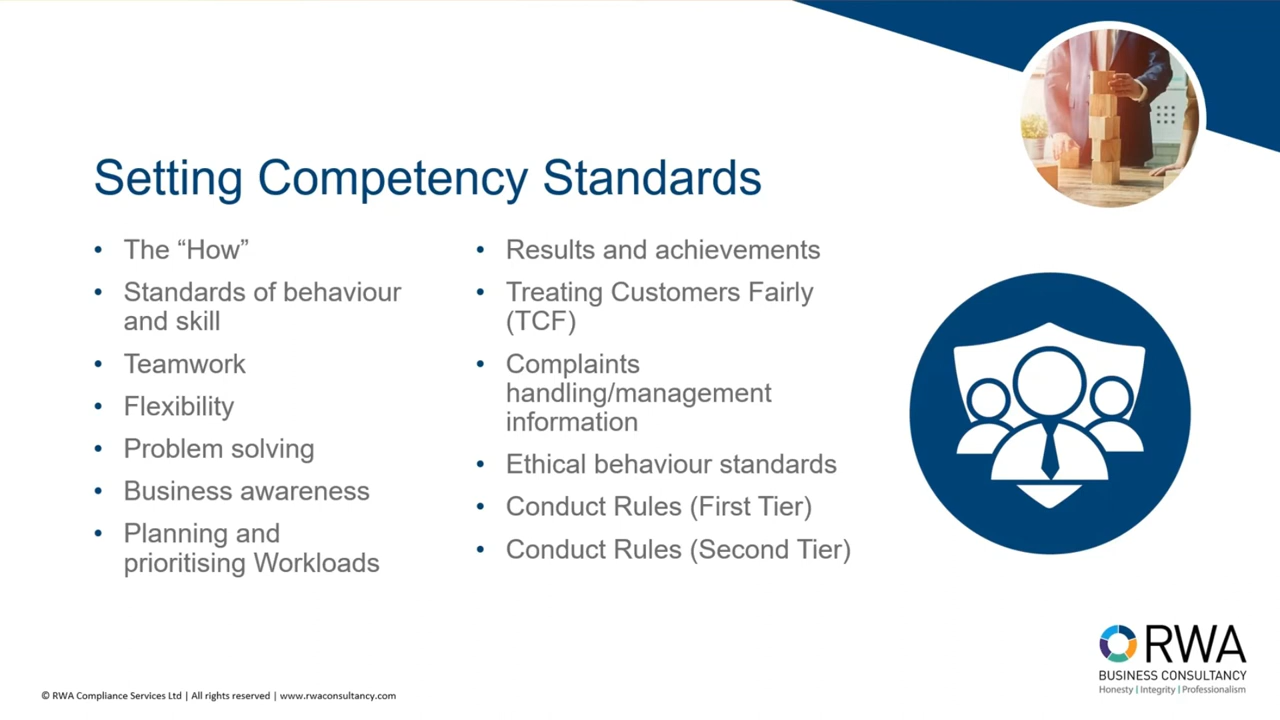 Setting Competency Standards
• The “How”
• Standards of behaviour
and skill
• Teamwork
• Flexibility
• Problem solving
• Business awareness
• Planning and
prioritising Workloads
• Results and achievements
• Treating Customers Fairly
(TCF)
• Complaints
handling/management
information
• Ethical behaviour standards
• Conduct Rules (First Tier)
• Conduct Rules (Second Tier)
RWA
BUSINESS CONSULTANCY
Honesty | Integrity | Professionalism
© RWA Compliance Services Ltd | All rights reserved | www.rwaconsultancy.com